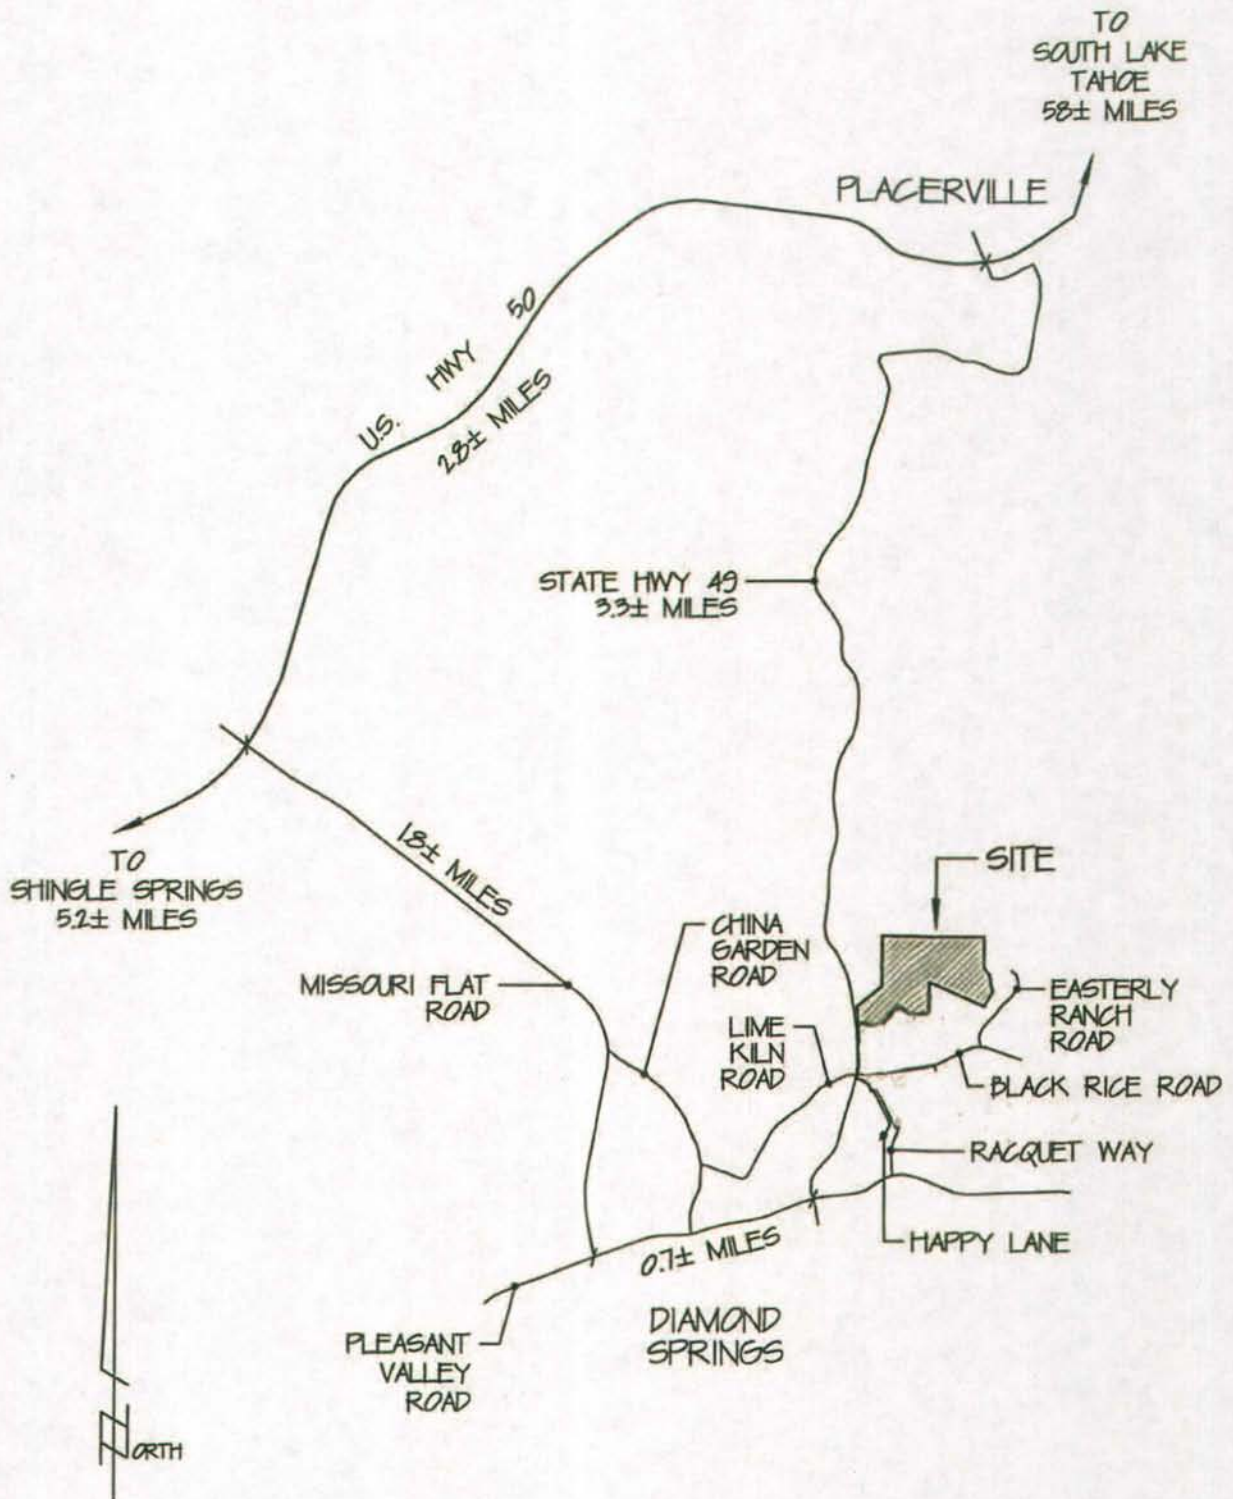 TO
SOUTH LAKE
TAHOE
58± MILES
PLACERVILLE
U.S. HWY 50
2.8± MILES
STATE HWY 49
3.3± MILES
TO
SHINGLE SPRINGS
5.2± MILES
1.8± MILES
SITE
CHINA
GARDEN
ROAD
MISSOURI FLAT
ROAD
EASTERLY
RANCH
ROAD
LIME
KILN
ROAD
BLACK RICE ROAD
RACQUET WAY
HAPPY LANE
0.7± MILES
DIAMOND
SPRINGS
PLEASANT
VALLEY
ROAD
NORTH